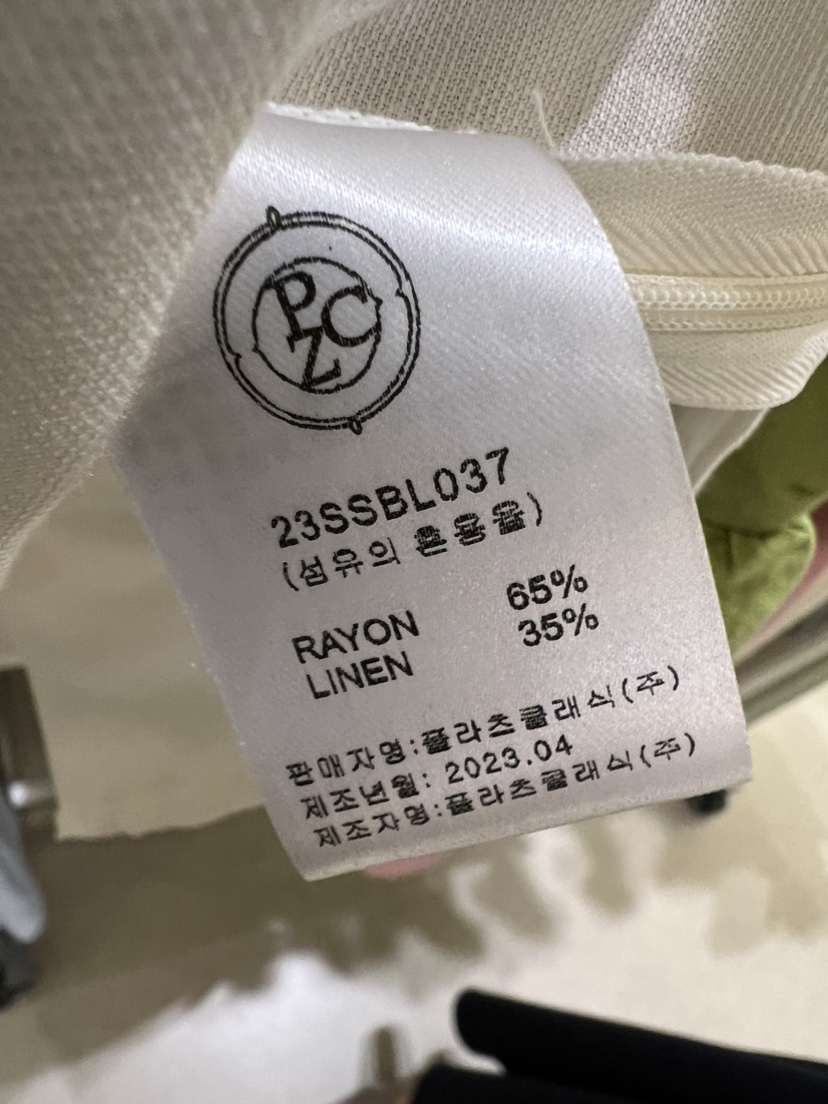 PCZ
23SSBL037
(섬유의 혼용율)
RAYON 65%
LINEN 35%
판매자명:플라츠클래식(주)
제조년월: 2023.04
제조자명:플라츠클래식(주)